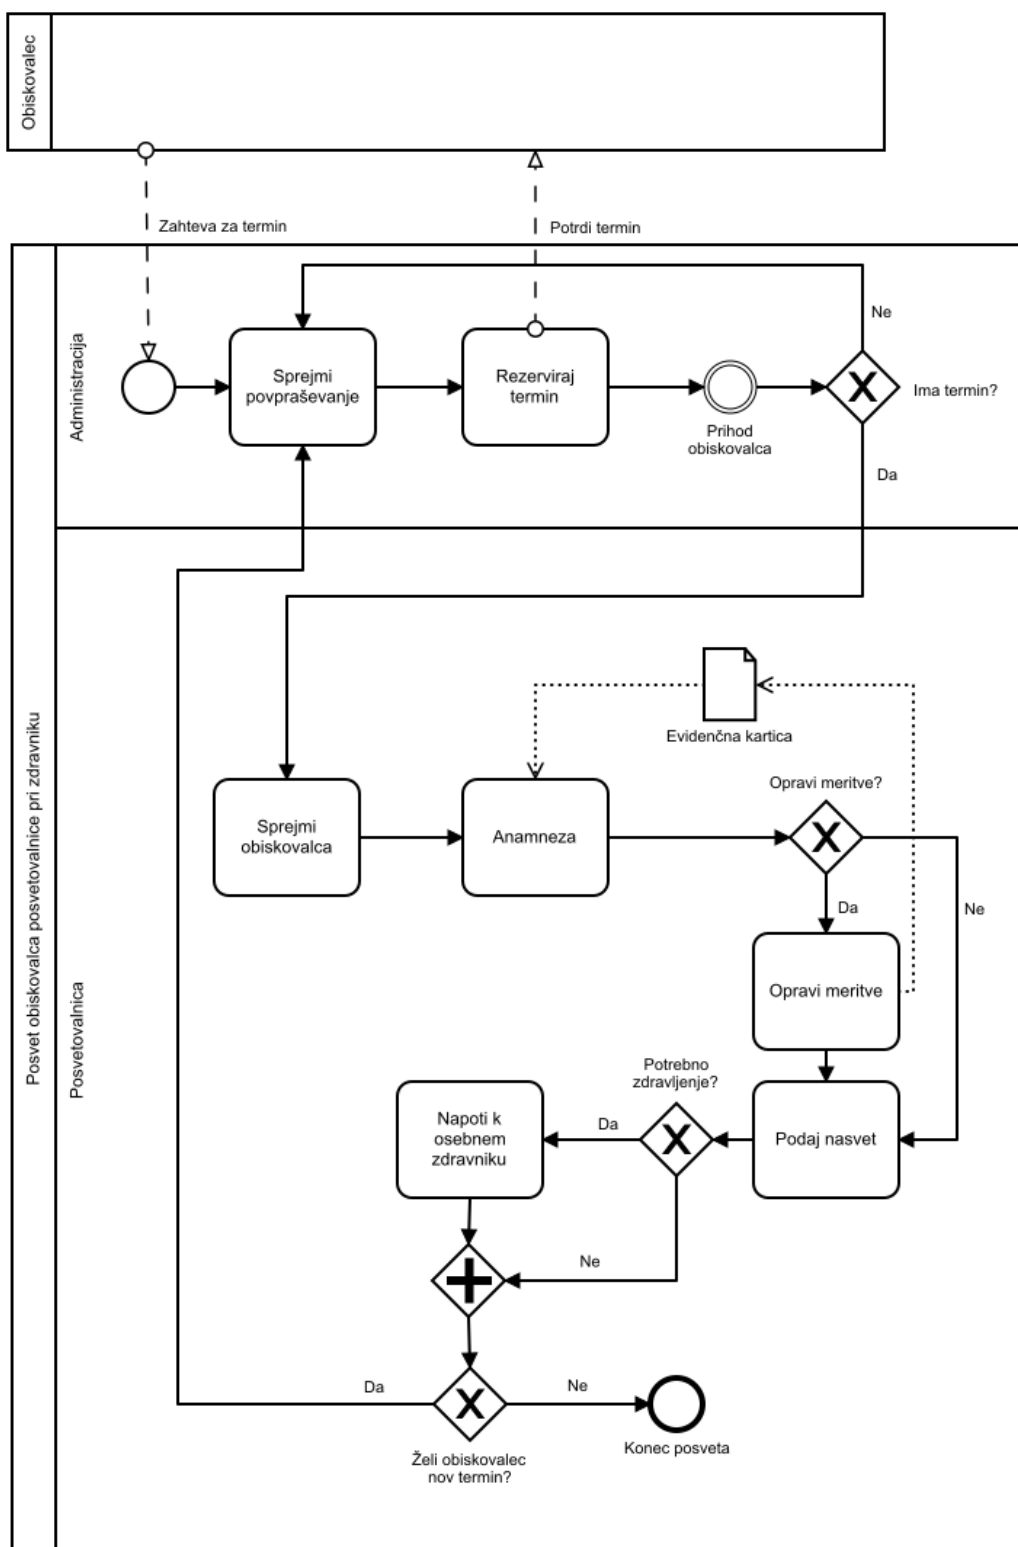 Obiskovalec
Zahteva za termin
Potrdi termin
Posvet obiskovalca posvetovalnice pri zdravniku
Administracija
Ne
Sprejmi
povpraševanje
Rezerviraj
termin
Prihod
obiskovalca
Ima termin?
Da
Posvetovalnica
Evidenčna kartica
Sprejmi
obiskovalca
Anamneza
Opravi meritve?
Da
Ne
Opravi meritve
Potrebno
zdravljenje?
Podaj nasvet
Da
Napoti k
osebnem
zdravniku
Ne
Da
Ne
Želi obiskovalec
nov termin?
Konec posveta